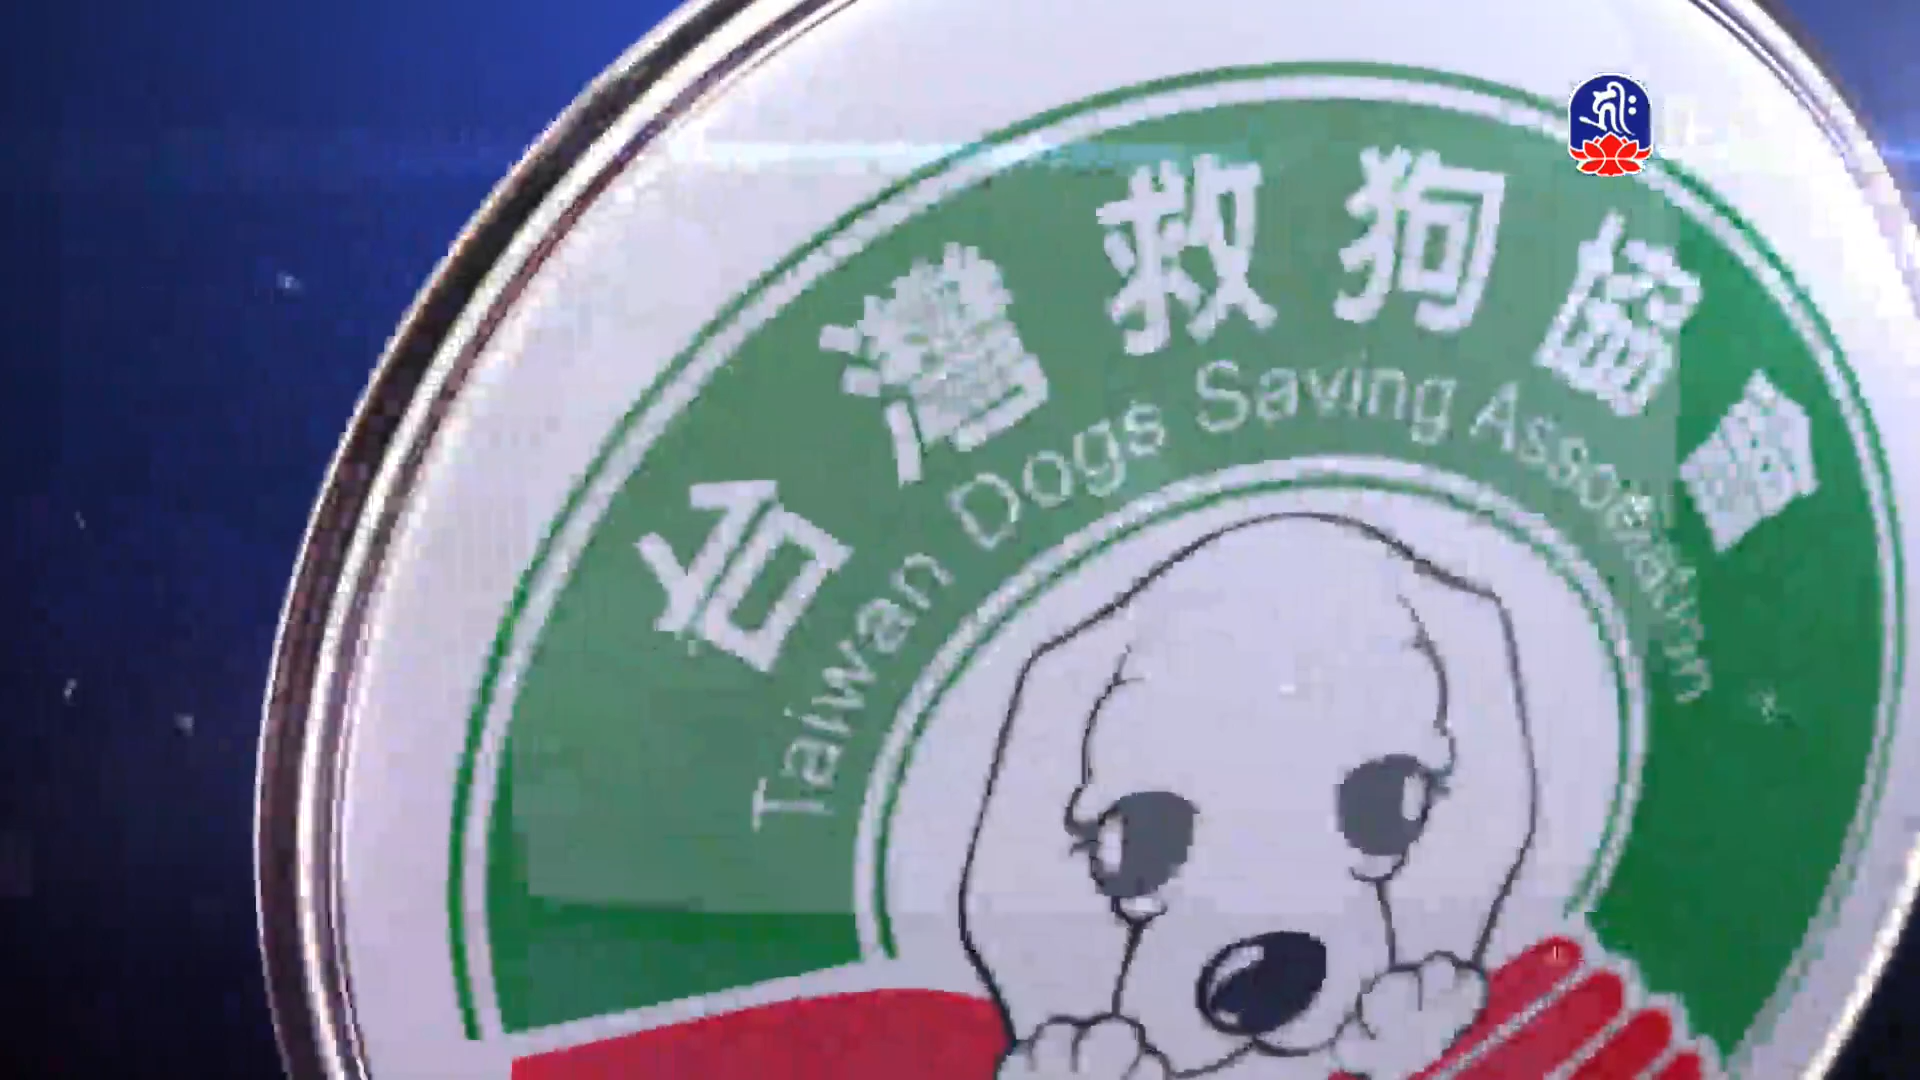 台灣救狗協會
Taiwan Dogs Saving Association